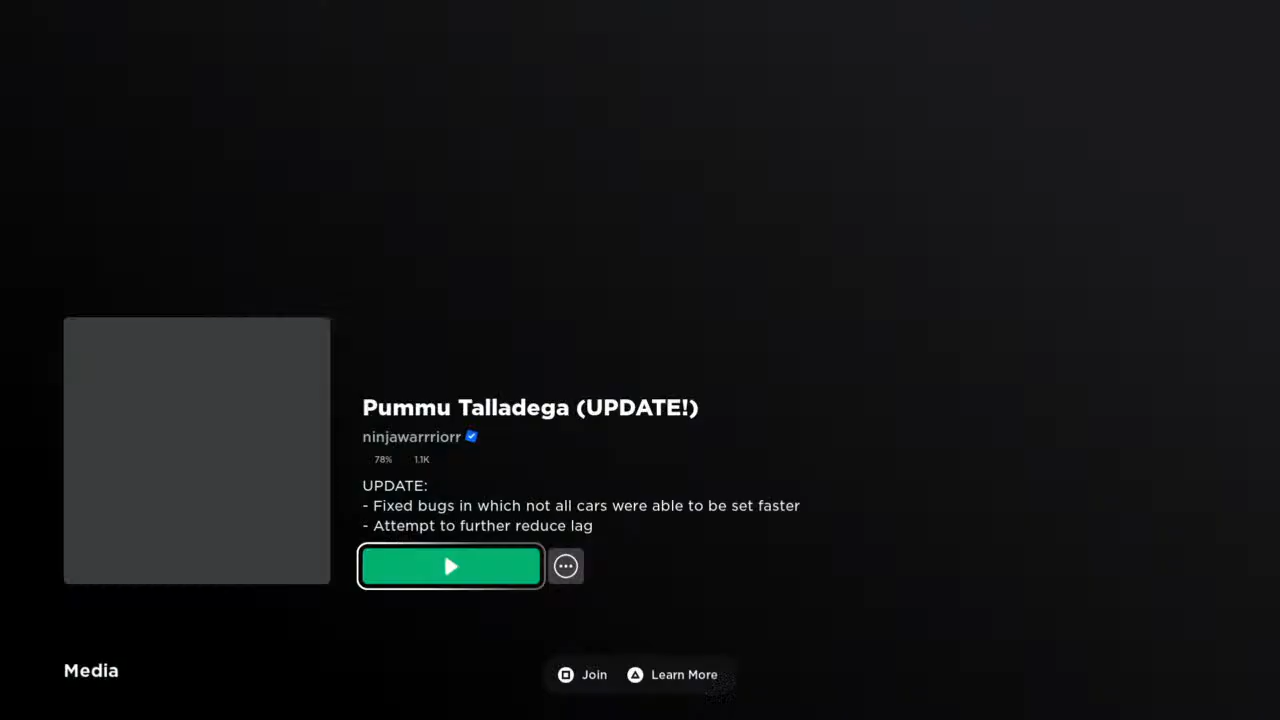 Pummu Talladega (UPDATE!)
ninjawarrriorr
78% 1.1K
UPDATE:
- Fixed bugs in which not all cars were able to be set faster
- Attempt to further reduce lag
Media
Join Learn More